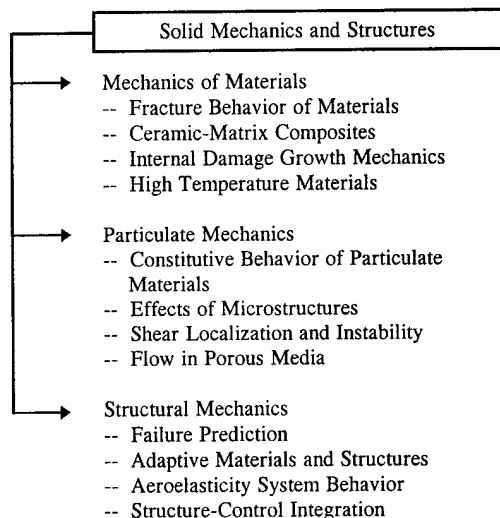 Solid Mechanics and Structures
Mechanics of Materials
-- Fracture Behavior of Materials
-- Ceramic-Matrix Composites
-- Internal Damage Growth Mechanics
-- High Temperature Materials
Particulate Mechanics
-- Constitutive Behavior of Particulate
Materials
-- Effects of Microstructures
-- Shear Localization and Instability
-- Flow in Porous Media
Structural Mechanics
-- Failure Prediction
-- Adaptive Materials and Structures
-- Aeroelasticity System Behavior
-- Structure-Control Integration